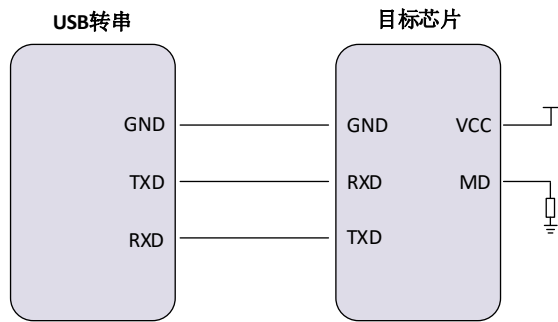 USB转串
目标芯片
GND
GND
VCC
TXD
RXD
MD
RXD
TXD